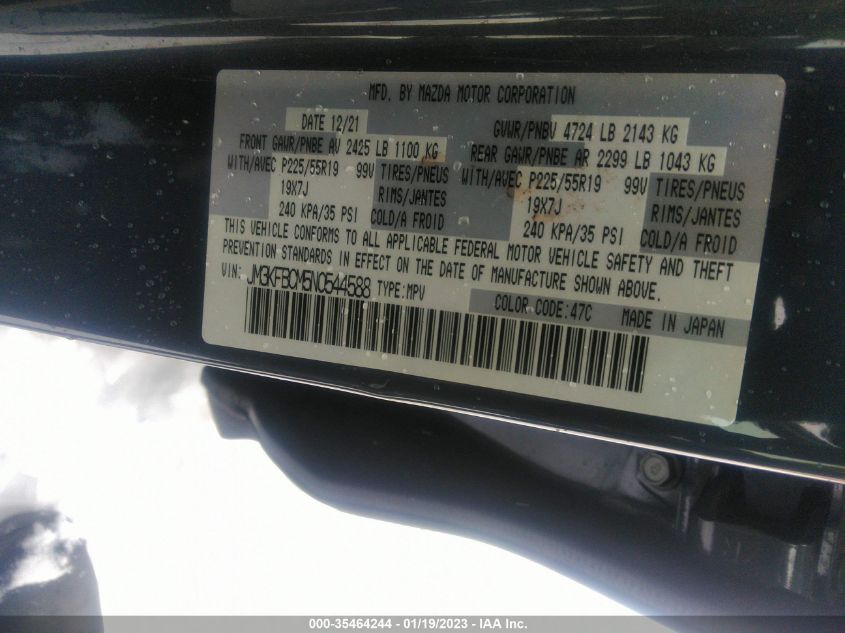 MFD. BY MAZDA MOTOR CORPORATION
DATE 12/21 GVWR/PNBV 4724 LB 2143 KG
FRONT GAWR/PNBE AV 2425 LB 1100 KG REAR GAWR/PNBE AR 2299 LB 1043 KG
WITH/AVEC P225/55R19 99V TIRES/PNEUS WITH/AVEC P225/55R19 99V TIRES/PNEUS
19X7J RIMS/JANTES 19X7J RIMS/JANTES
240 KPA/35 PSI COLD/A FROID 240 KPA/35 PSI COLD/A FROID
THIS VEHICLE CONFORMS TO ALL APPLICABLE FEDERAL MOTOR VEHICLE SAFETY AND THEFT
PREVENTION STANDARDS IN EFFECT ON THE DATE OF MANUFACTURE SHOWN ABOVE.
VIN: JM3KFBCM5N0544588 TYPE:MPV
COLOR CODE:47C MADE IN JAPAN
000-35464244 - 01/19/2023 - IAA Inc.